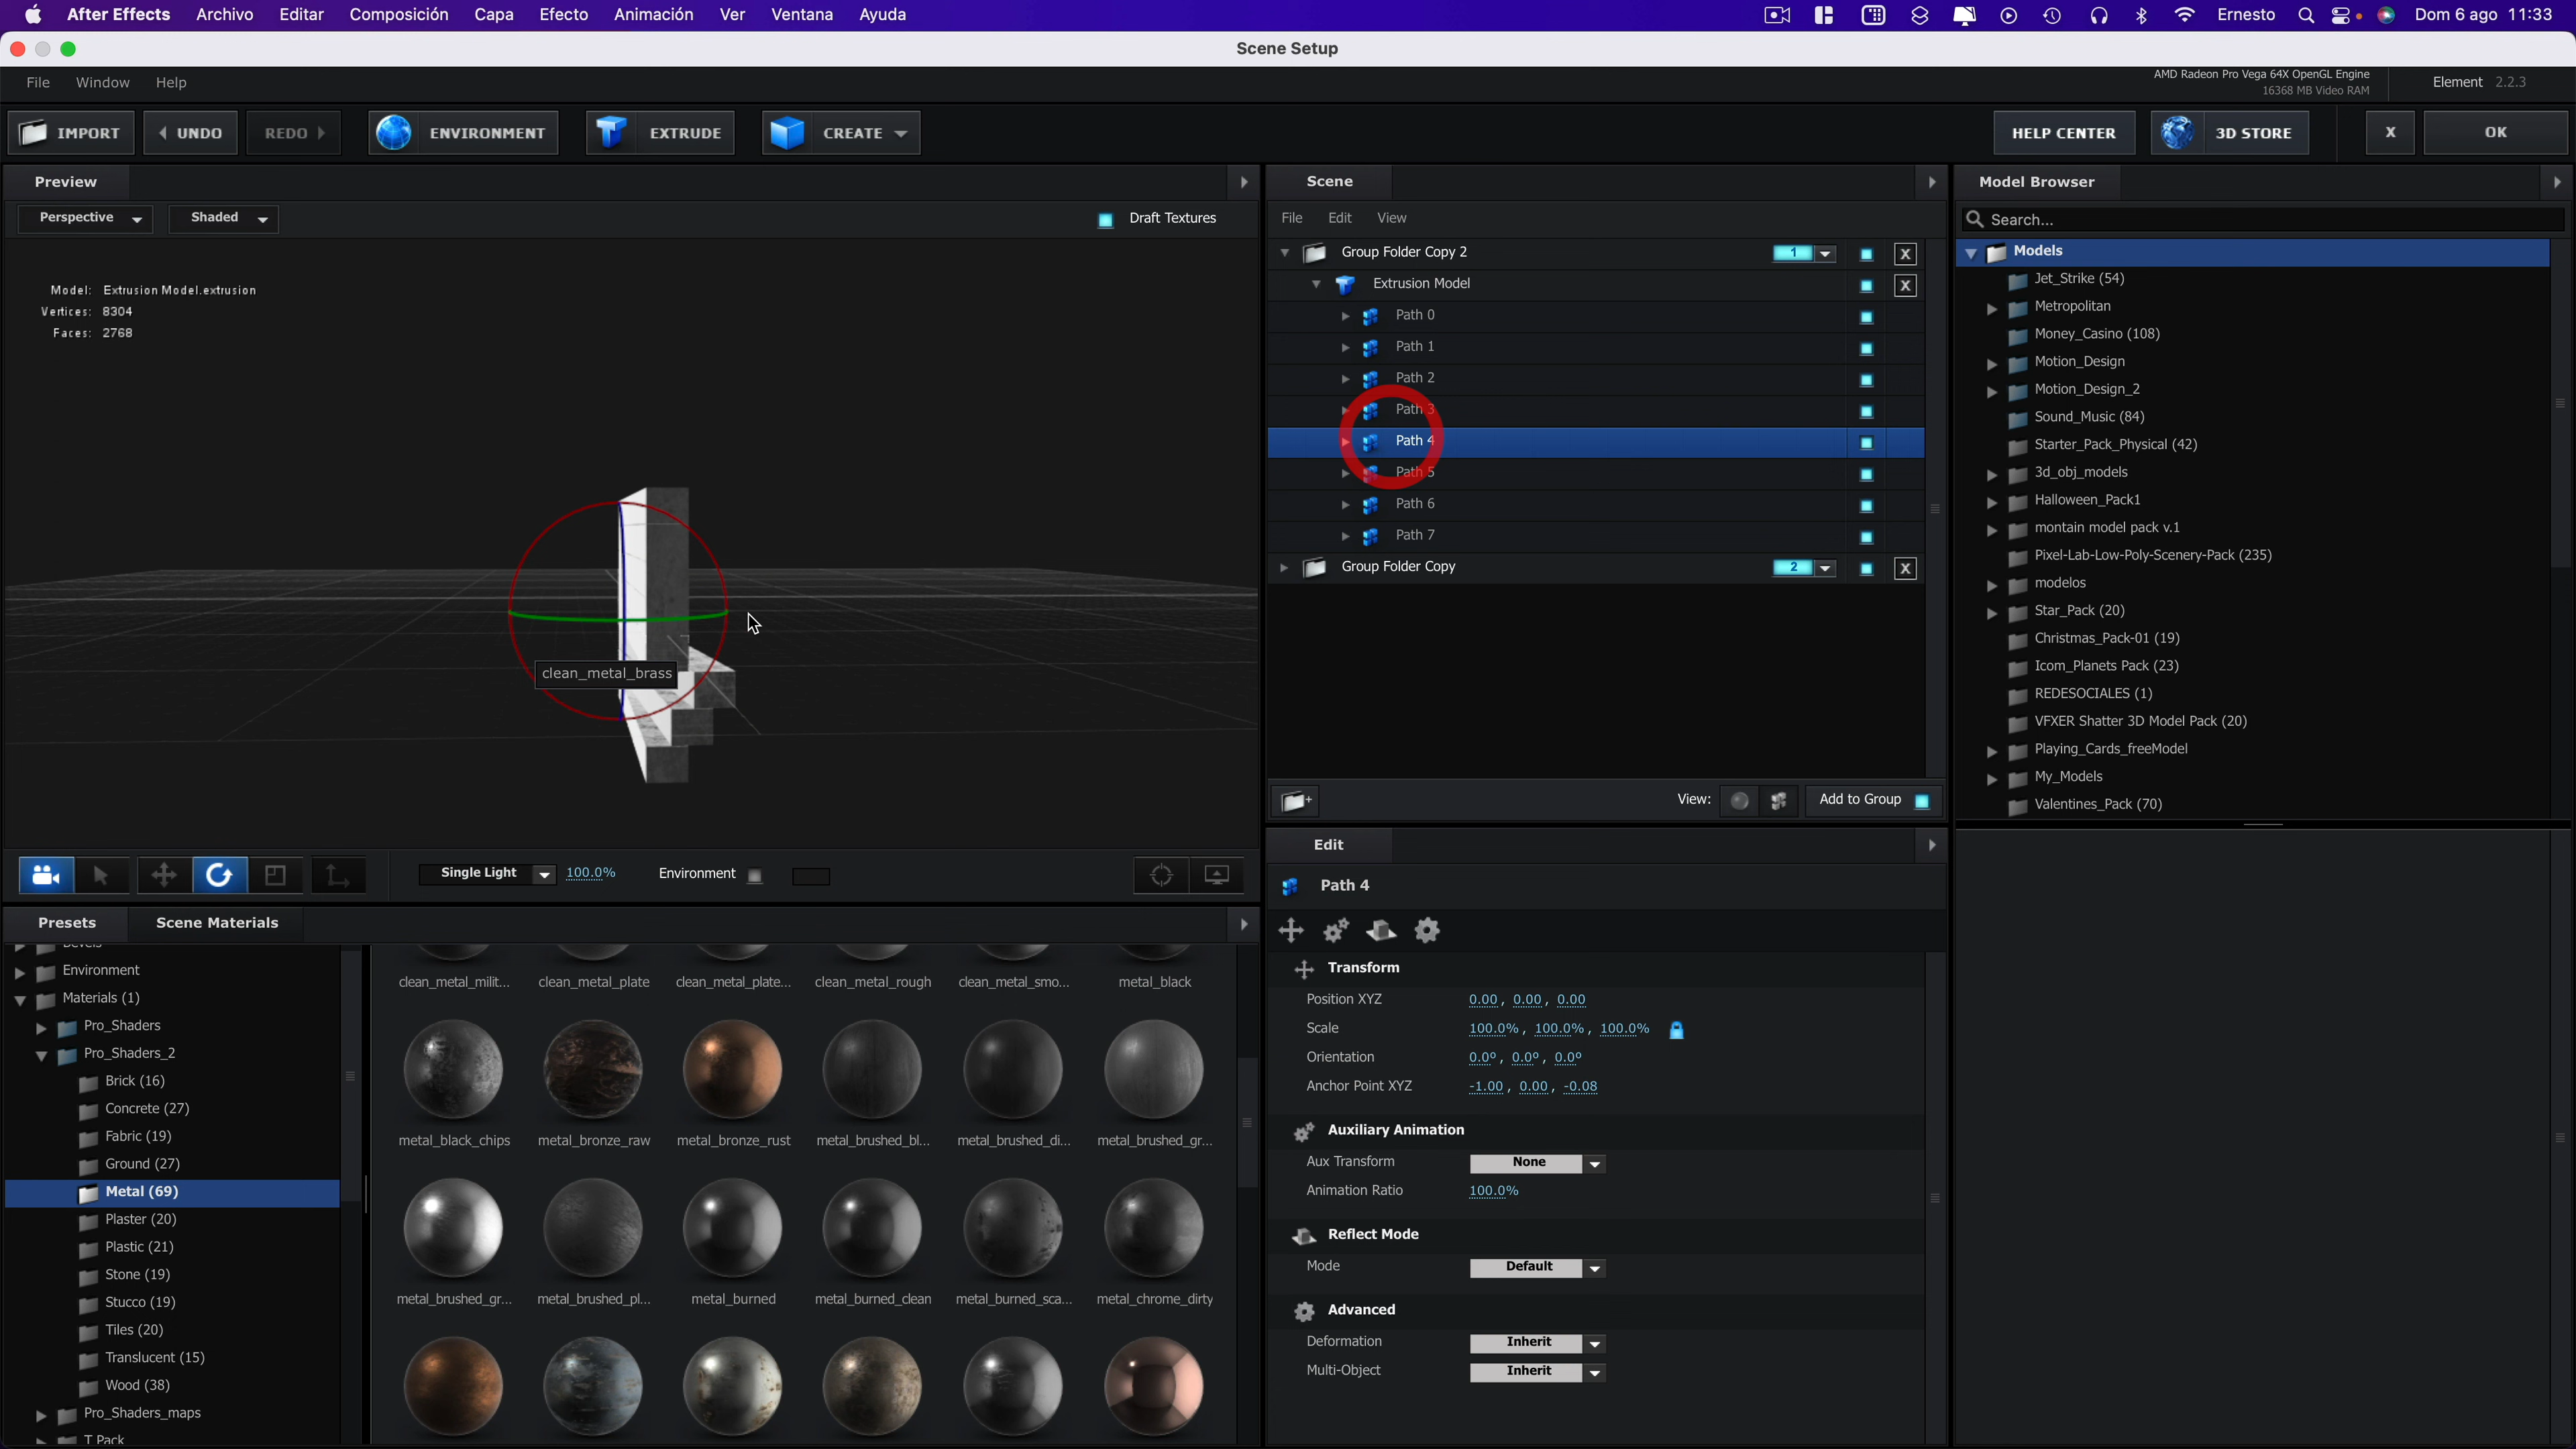 After Effects Archivo Editar Composición Capa Efecto Animación Ver Ventana Ayuda Ernesto Dom 6 ago 11:33
Scene Setup
File Window Help
AMD Radeon Pro Vega 64X OpenGL Engine
16368 MB Video RAM
Element 2.2.3
IMPORT UNDO REDO ENVIRONMENT EXTRUDE CREATE HELP CENTER 3D STORE X OK
Preview
Perspective Shaded Draft Textures
Model: Extrusion Model.extrusion
Vertices: 8304
Faces: 2768
clean_metal_brass
Single Light 100.0% Environment
Scene
File Edit View
Group Folder Copy 2 1 X
Extrusion Model X
Path 0
Path 1
Path 2
Path 3
Path 4
Path 5
Path 6
Path 7
Group Folder Copy 2 X
View: Add to Group
Model Browser
Search...
Models
Jet_Strike (54)
Metropolitan
Money_Casino (108)
Motion_Design
Motion_Design_2
Sound_Music (84)
Starter_Pack_Physical (42)
3d_obj_models
Halloween_Pack1
montain model pack v.1
Pixel-Lab-Low-Poly-Scenery-Pack (235)
modelos
Star_Pack (20)
Christmas_Pack-01 (19)
Icom_Planets Pack (23)
REDESOCIALES (1)
VFXER Shatter 3D Model Pack (20)
Playing_Cards_freeModel
My_Models
Valentines_Pack (70)
Presets Scene Materials
Bevels
Environment
Materials (1)
Pro_Shaders
Pro_Shaders_2
Brick (16)
Concrete (27)
Fabric (19)
Ground (27)
Metal (69)
Plaster (20)
Plastic (21)
Stone (19)
Stucco (19)
Tiles (20)
Translucent (15)
Wood (38)
Pro_Shaders_maps
T Pack
clean_metal_milit... clean_metal_plate clean_metal_plate... clean_metal_rough clean_metal_smo... metal_black
metal_black_chips metal_bronze_raw metal_bronze_rust metal_brushed_bl... metal_brushed_di... metal_brushed_gr...
metal_brushed_gr... metal_brushed_pl... metal_burned metal_burned_clean metal_burned_sca... metal_chrome_dirty
Edit
Path 4
Transform
Position XYZ 0.00, 0.00, 0.00
Scale 100.0%, 100.0%, 100.0%
Orientation 0.0º, 0.0º, 0.0º
Anchor Point XYZ -1.00, 0.00, -0.08
Auxiliary Animation
Aux Transform None
Animation Ratio 100.0%
Reflect Mode
Mode Default
Advanced
Deformation Inherit
Multi-Object Inherit